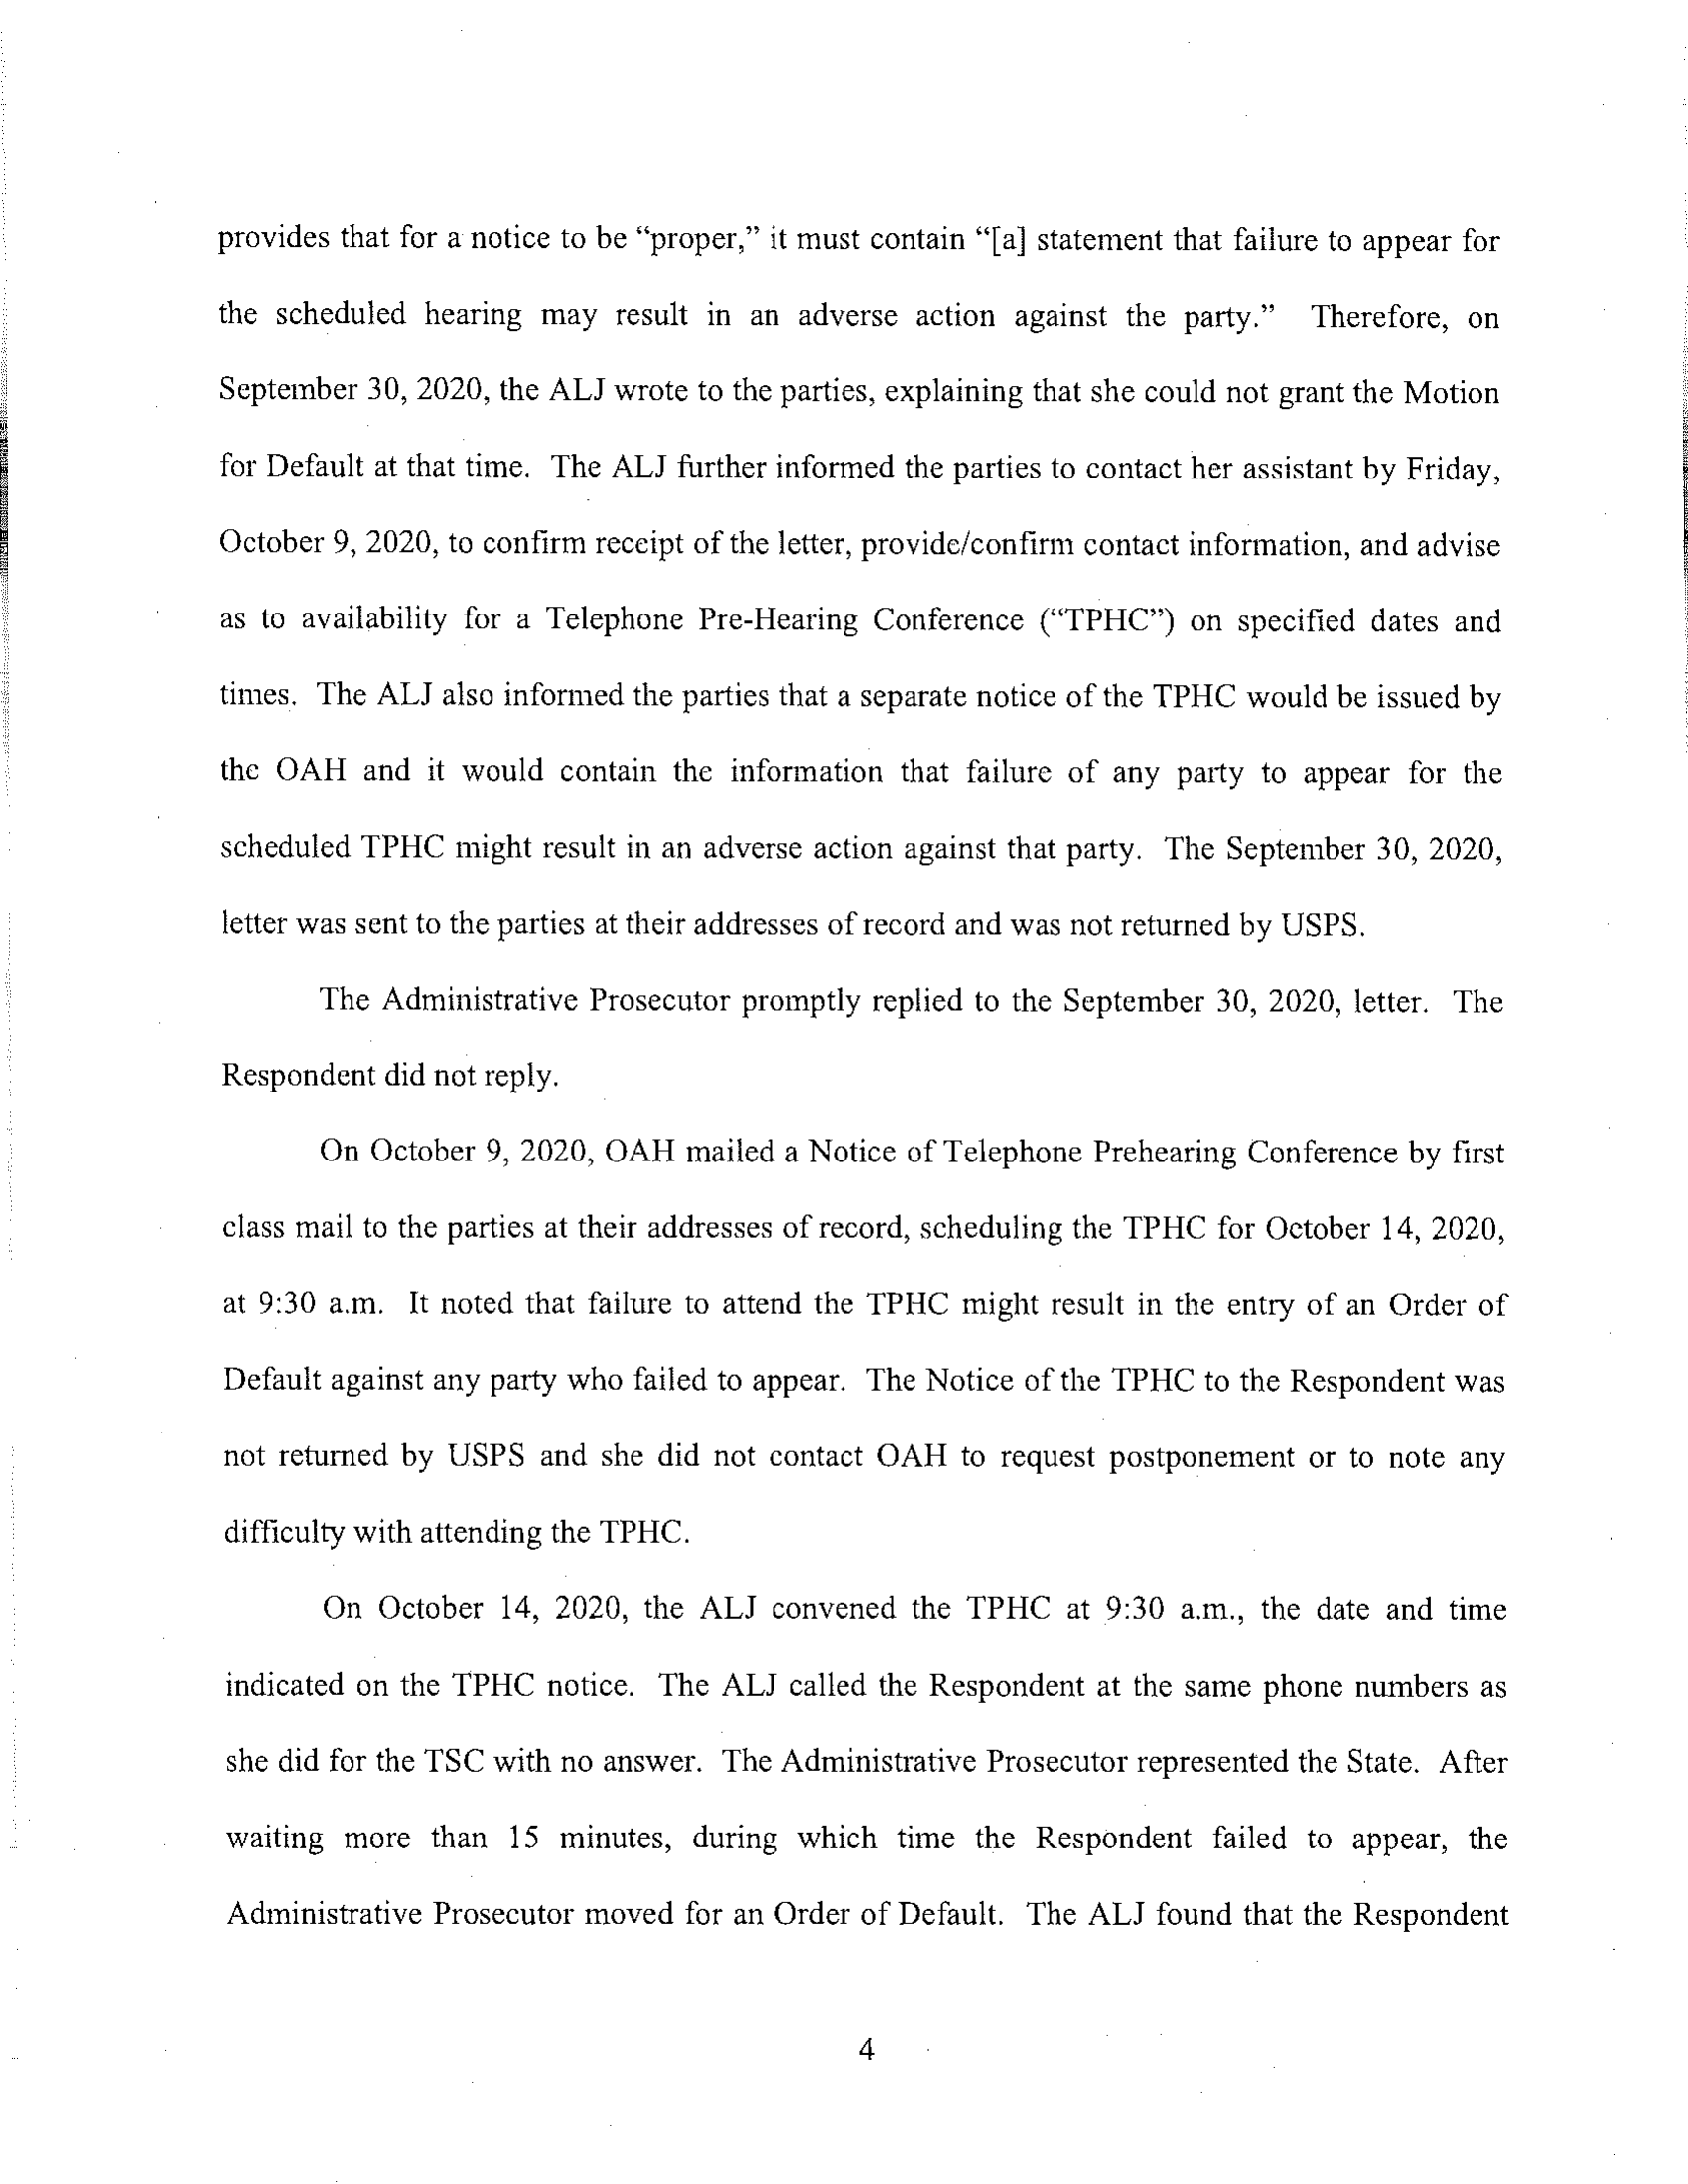 provides that for a notice to be “proper,” it must contain “[a] statement that failure to appear for
the scheduled hearing may result in an adverse action against the party.” Therefore, on
September 30, 2020, the ALJ wrote to the parties, explaining that she could not grant the Motion
for Default at that time. The ALJ further informed the parties to contact her assistant by Friday,
October 9, 2020, to confirm receipt of the letter, provide/confirm contact information, and advise
as to availability for a Telephone Pre-Hearing Conference (“TPHC”) on specified dates and
times. The ALJ also informed the parties that a separate notice of the TPHC would be issued by
the OAH and it would contain the information that failure of any party to appear for the
scheduled TPHC might result in an adverse action against that party. The September 30, 2020,
letter was sent to the parties at their addresses of record and was not returned by USPS.
The Administrative Prosecutor promptly replied to the September 30, 2020, letter. The
Respondent did not reply.
On October 9, 2020, OAH mailed a Notice of Telephone Prehearing Conference by first
class mail to the parties at their addresses of record, scheduling the TPHC for October 14, 2020,
at 9:30 a.m. It noted that failure to attend the TPHC might result in the entry of an Order of
Default against any party who failed to appear. The Notice of the TPHC to the Respondent was
not returned by USPS and she did not contact OAH to request postponement or to note any
difficulty with attending the TPHC.
On October 14, 2020, the ALJ convened the TPHC at 9:30 a.m., the date and time
indicated on the TPHC notice. The ALJ called the Respondent at the same phone numbers as
she did for the TSC with no answer. The Administrative Prosecutor represented the State. After
waiting more than 15 minutes, during which time the Respondent failed to appear, the
Administrative Prosecutor moved for an Order of Default. The ALJ found that the Respondent
4